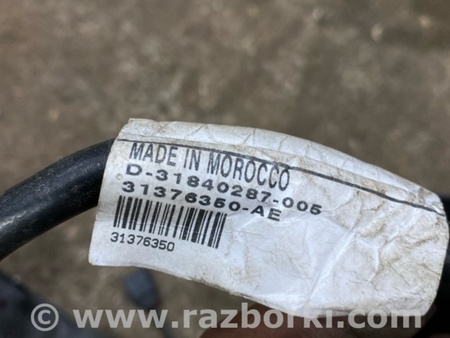 MADE IN MOROCCO
D-31840287-005
31376350-AE
31376350
www.razborki.com